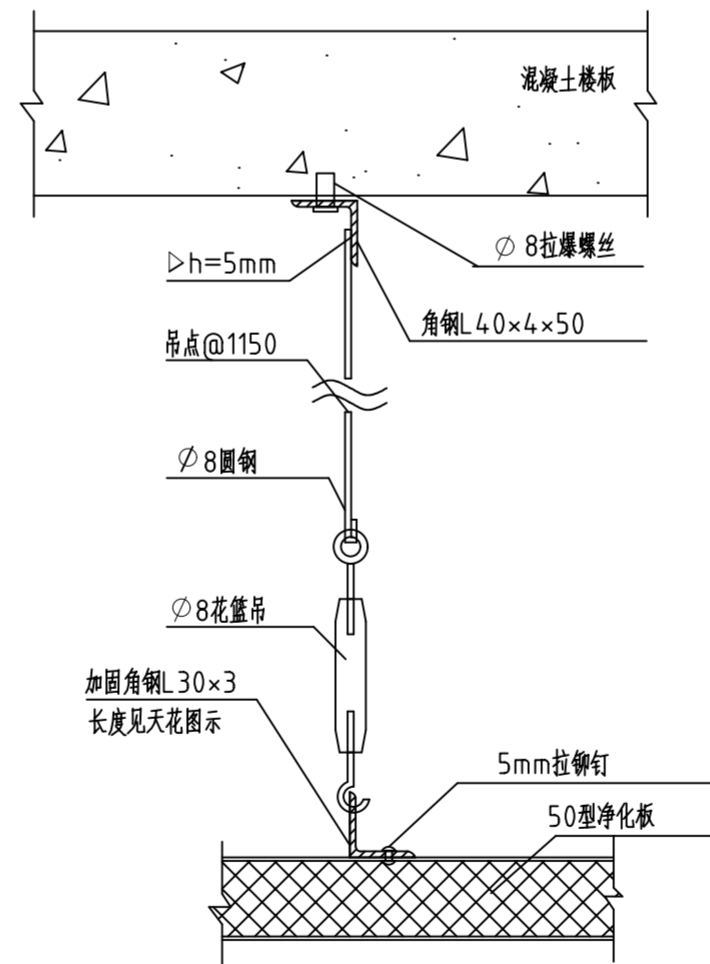 混凝土楼板
∅8拉爆螺丝
▷h=5mm
角钢L40×4×50
吊点@1150
∅8圆钢
∅8花篮吊
加固角钢L30×3
长度见天花图示
5mm拉铆钉
50型净化板